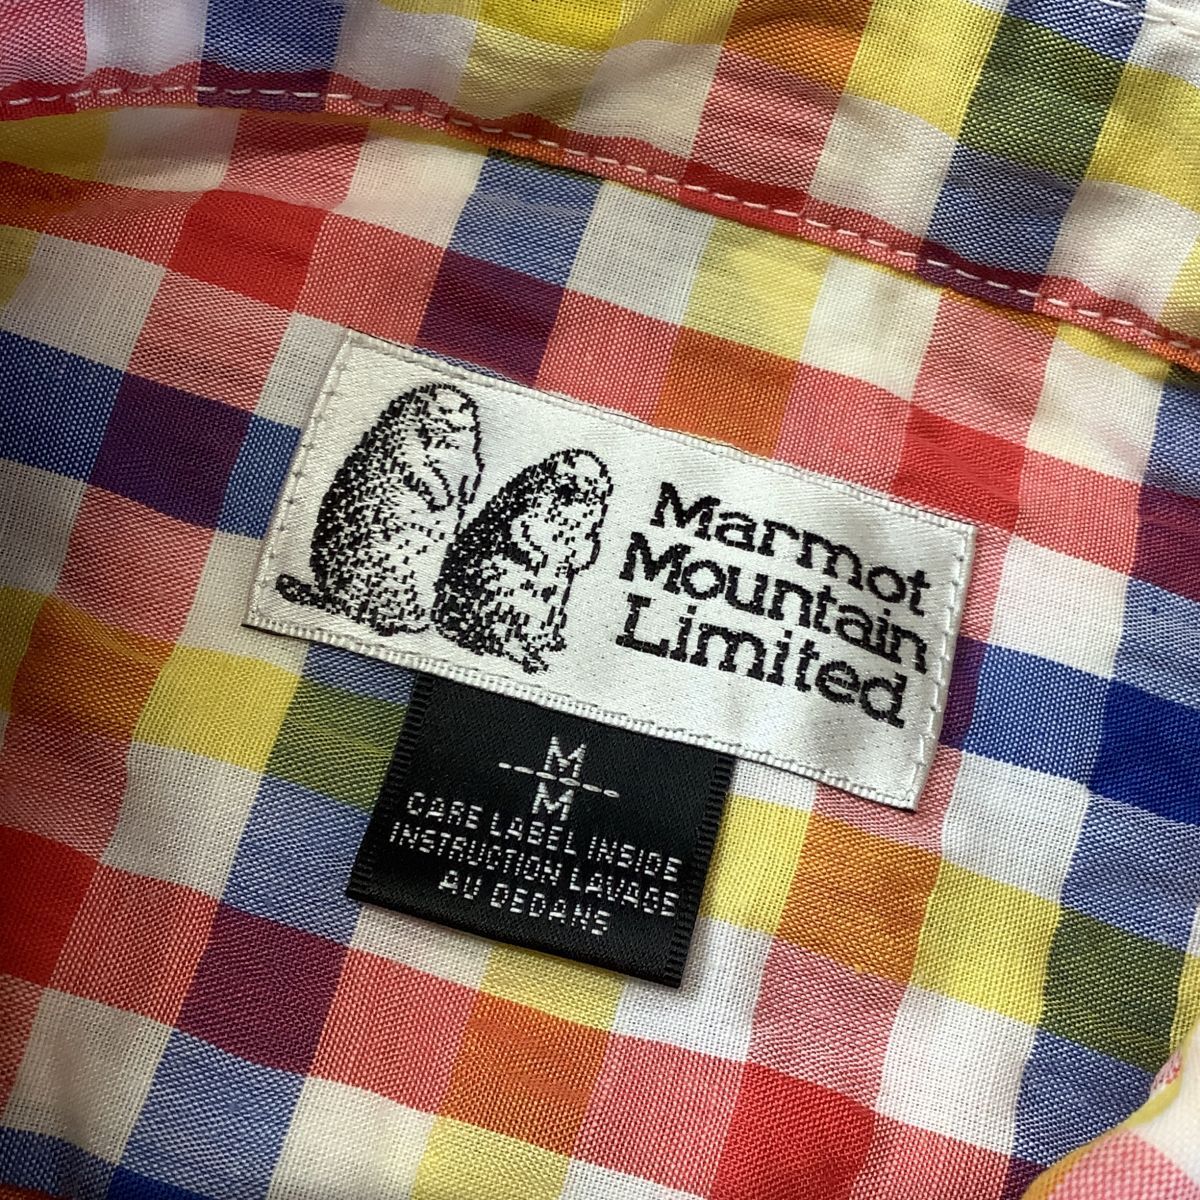 Marmot
Mountain
Limited
M
M
CARE LABEL INSIDE
INSTRUCTION LAVAGE
AU DEDANS